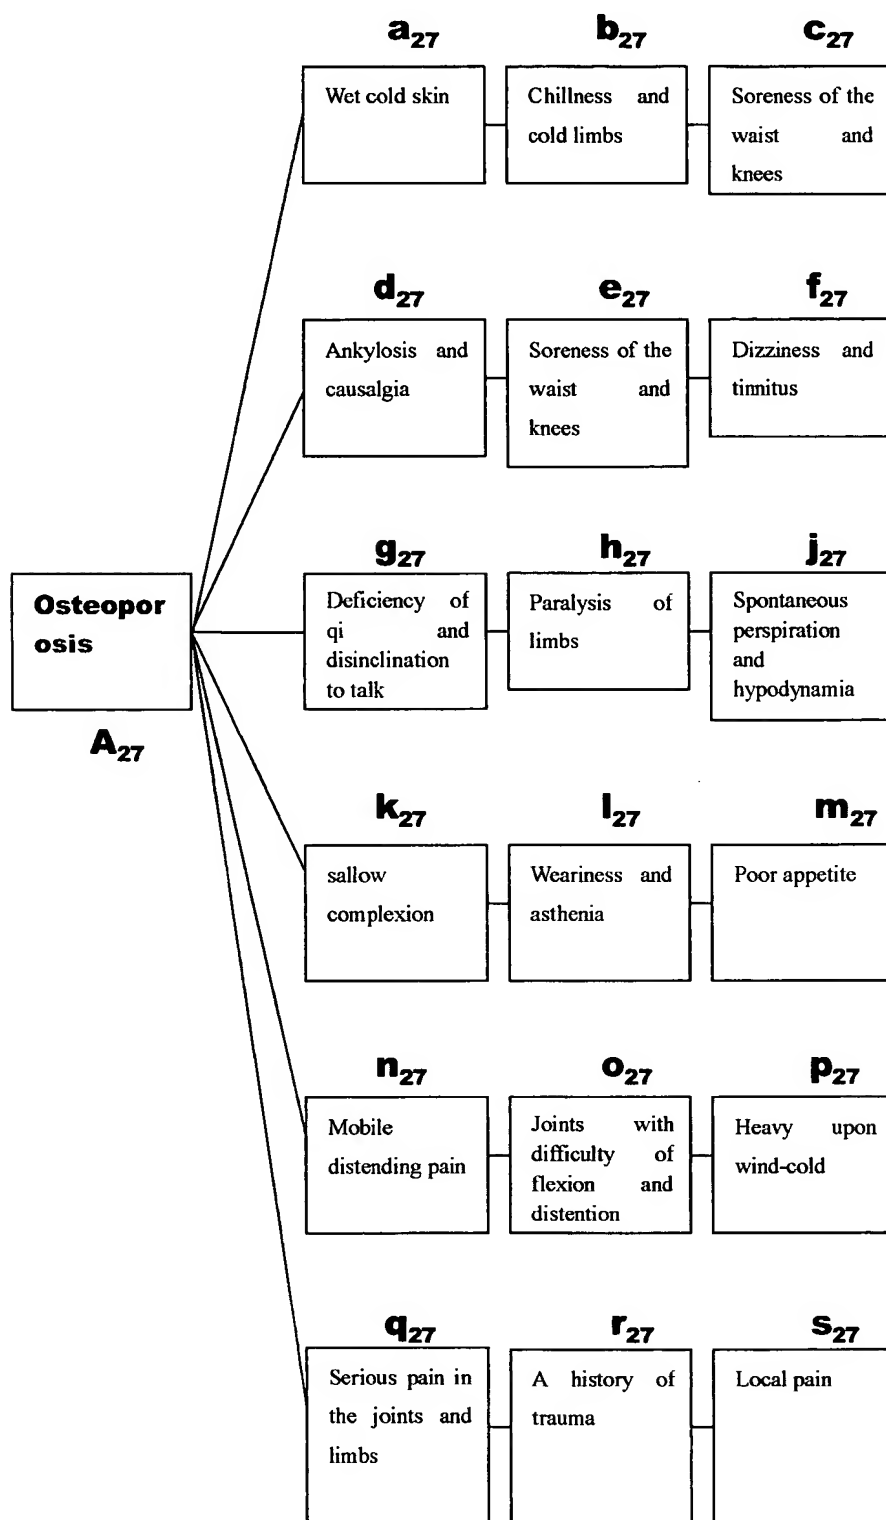 a27 b27 c27
Wet cold skin
Chillness and
cold limbs
Soreness of the
waist and
knees
d27 e27 f27
Ankylosis and
causalgia
Soreness of the
waist and
knees
Dizziness and
tinnitus
g27 h27 j27
Osteopor
osis
A27
Deficiency of
qi and
disinclination
to talk
Paralysis of
limbs
Spontaneous
perspiration
and
hypodynamia
k27 l27 m27
sallow
complexion
Weariness and
asthenia
Poor appetite
n27 o27 p27
Mobile
distending pain
Joints with
difficulty of
flexion and
distention
Heavy upon
wind-cold
q27 r27 s27
Serious pain in
the joints and
limbs
A history of
trauma
Local pain